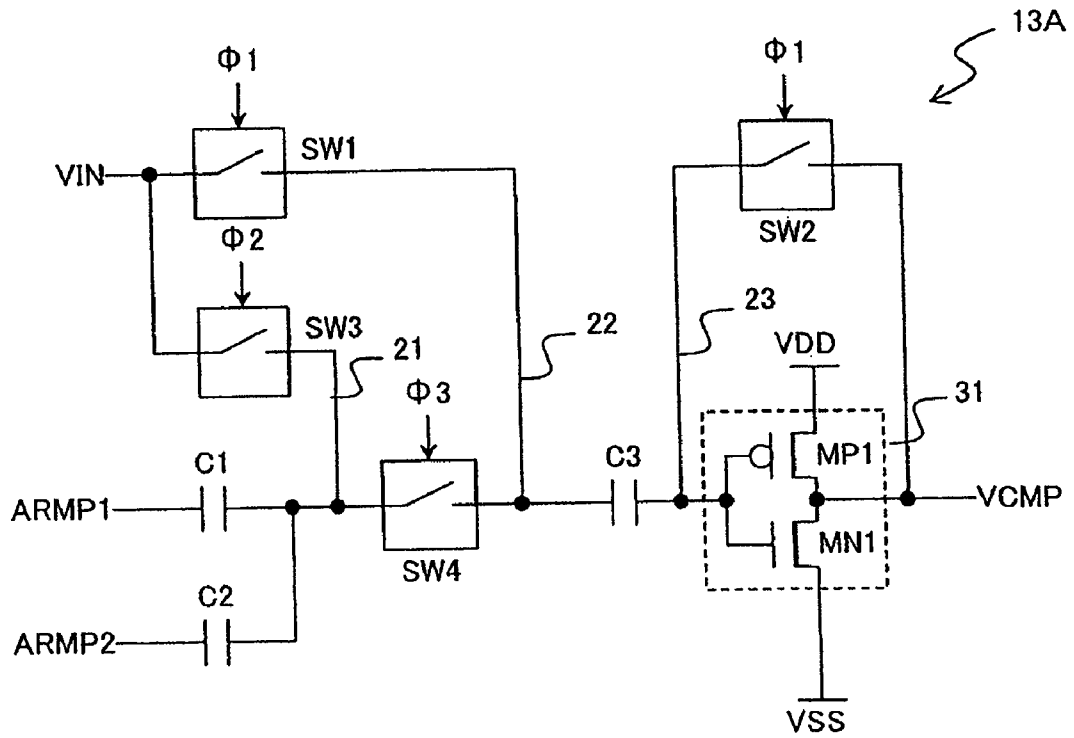 13A
Φ1
Φ1
SW1
VIN
SW2
Φ2
SW3
21
22
23
VDD
Φ3
31
C1
C3
MP1
ARMP1
VCMP
SW4
MN1
C2
ARMP2
VSS